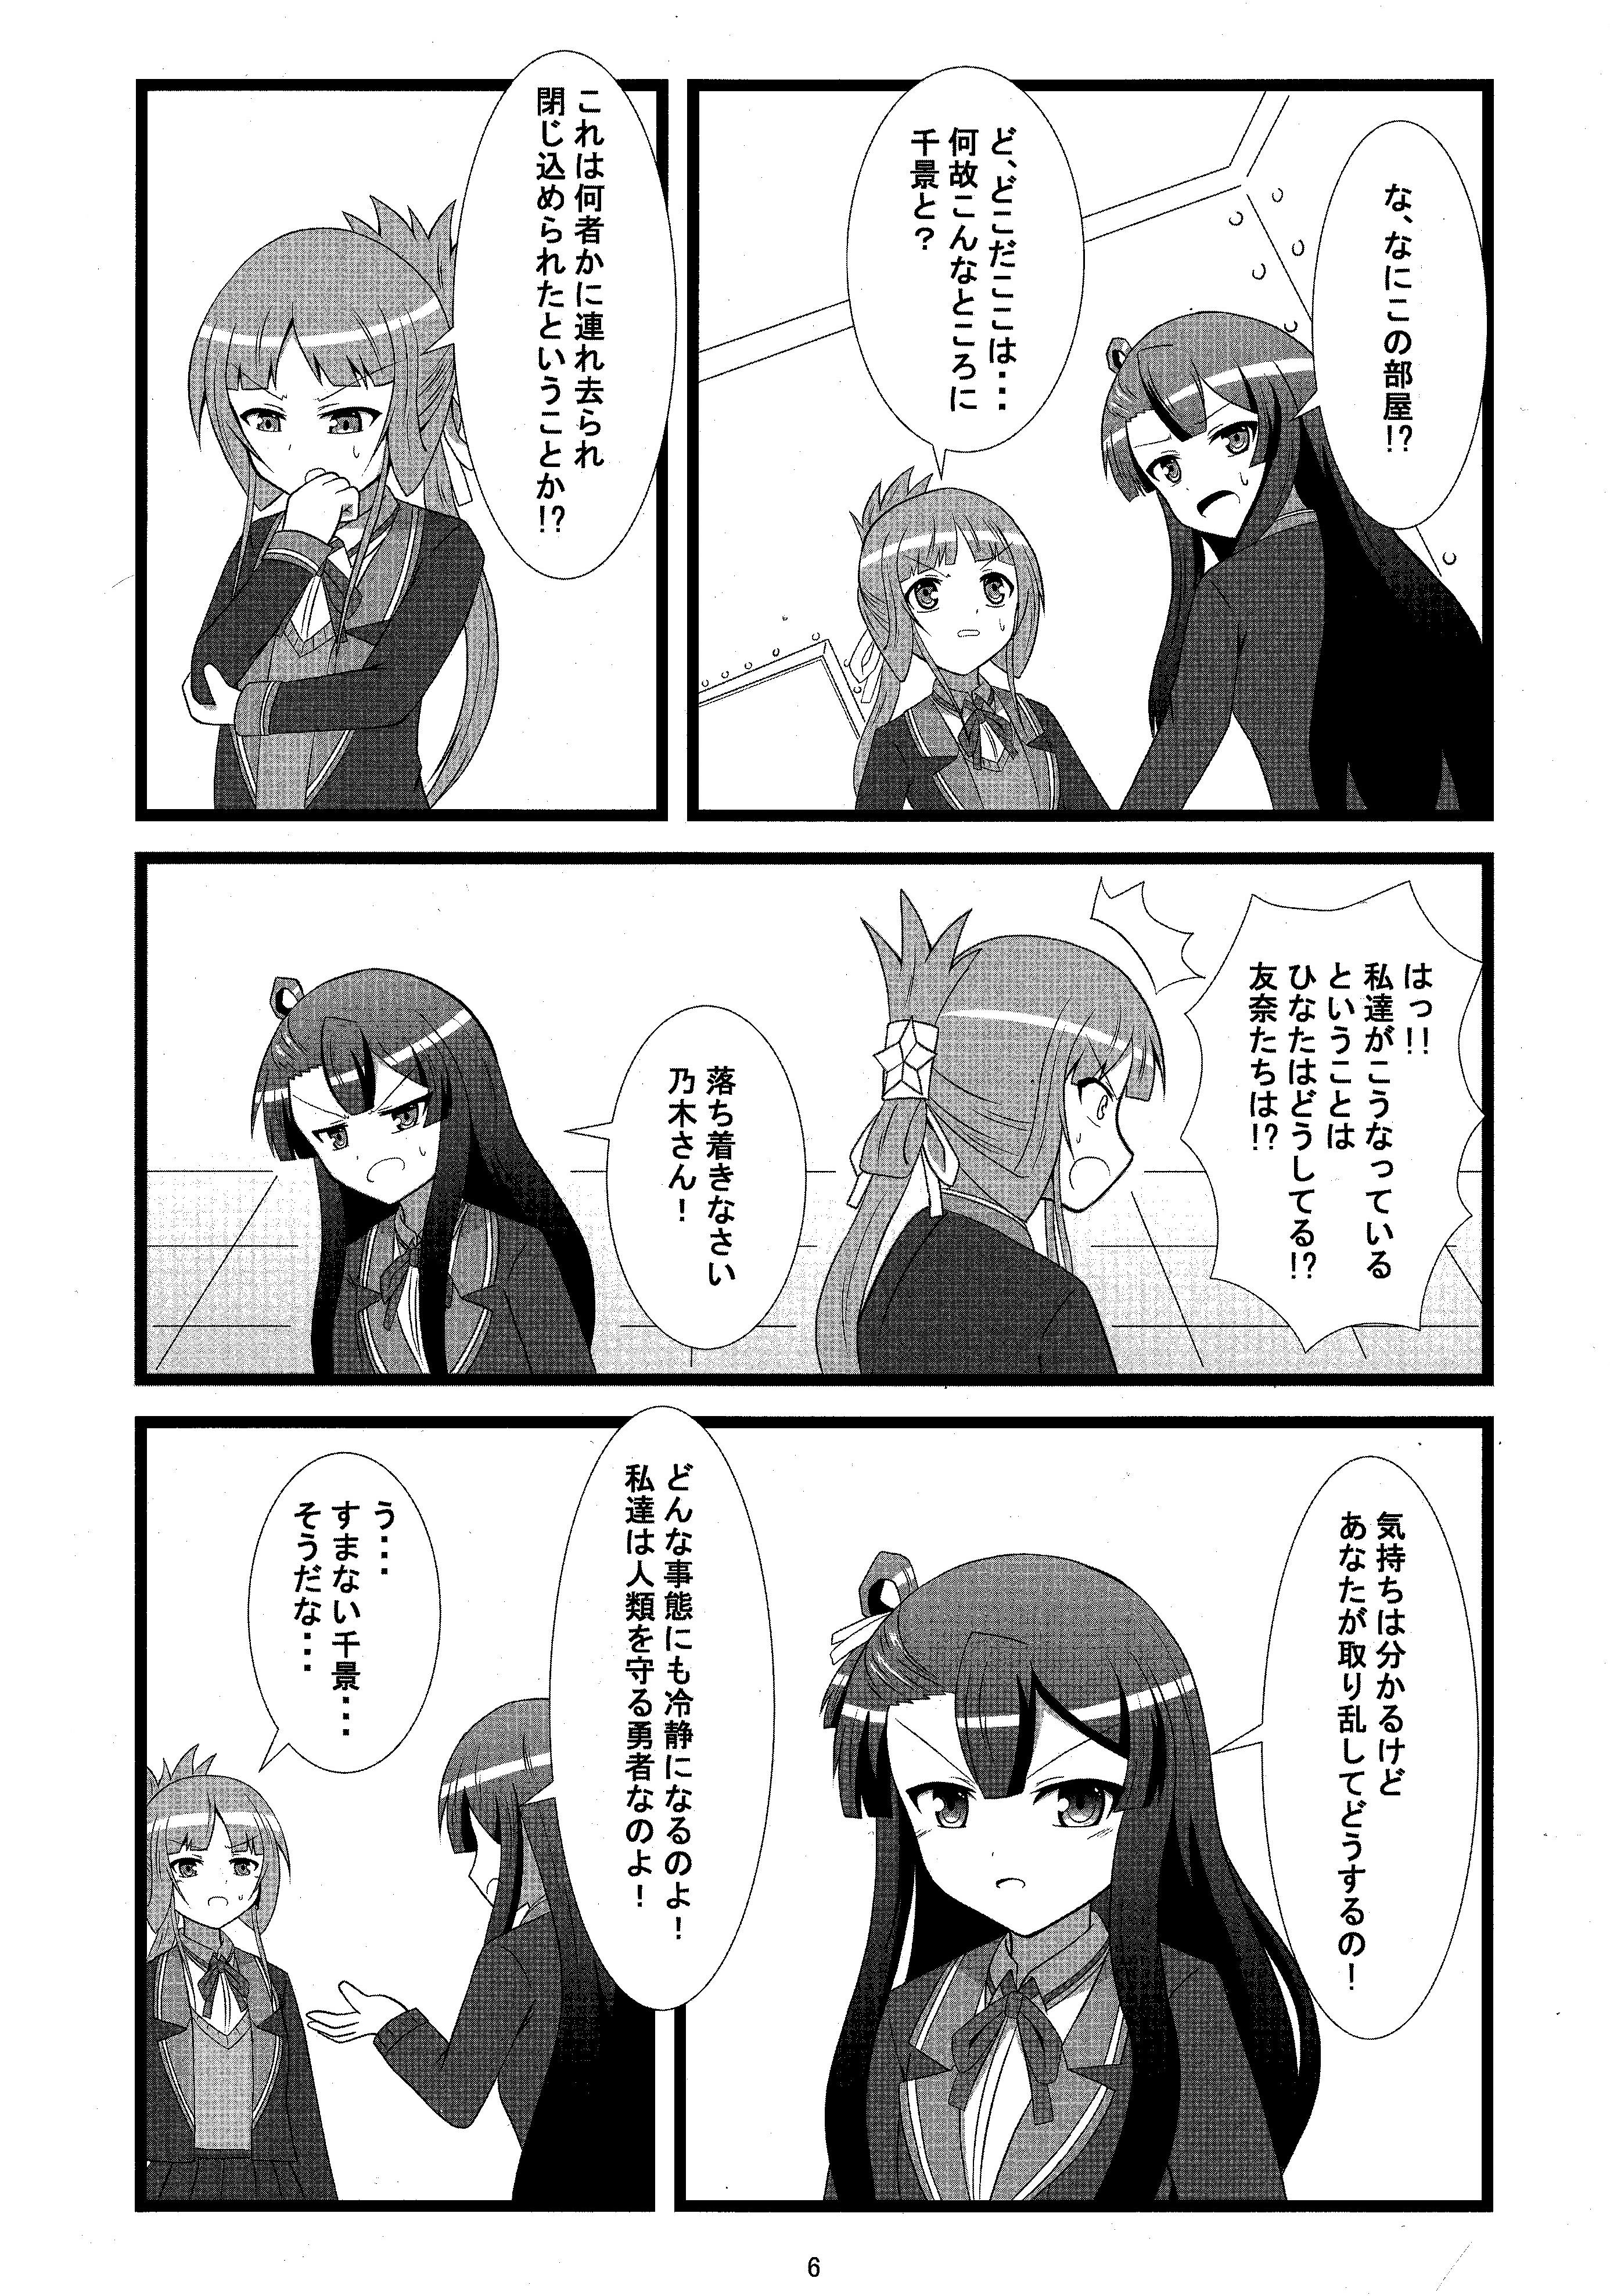 な、なにこの部屋!?
ど、どこだここは・・・
何故こんなところに
千景と?
これは何者かに連れ去られ
閉じ込められたということか!?
はっ!!
私達がこうなっている
ということは
ひなたはどうしてる!?
友奈たちは!?
落ち着きなさい
乃木さん!
気持ちは分かるけど
あなたが取り乱してどうするの!
どんな事態にも冷静になるのよ!
私達は人類を守る勇者なのよ!
う・・・
すまない千景・・・
そうだな・・・
6